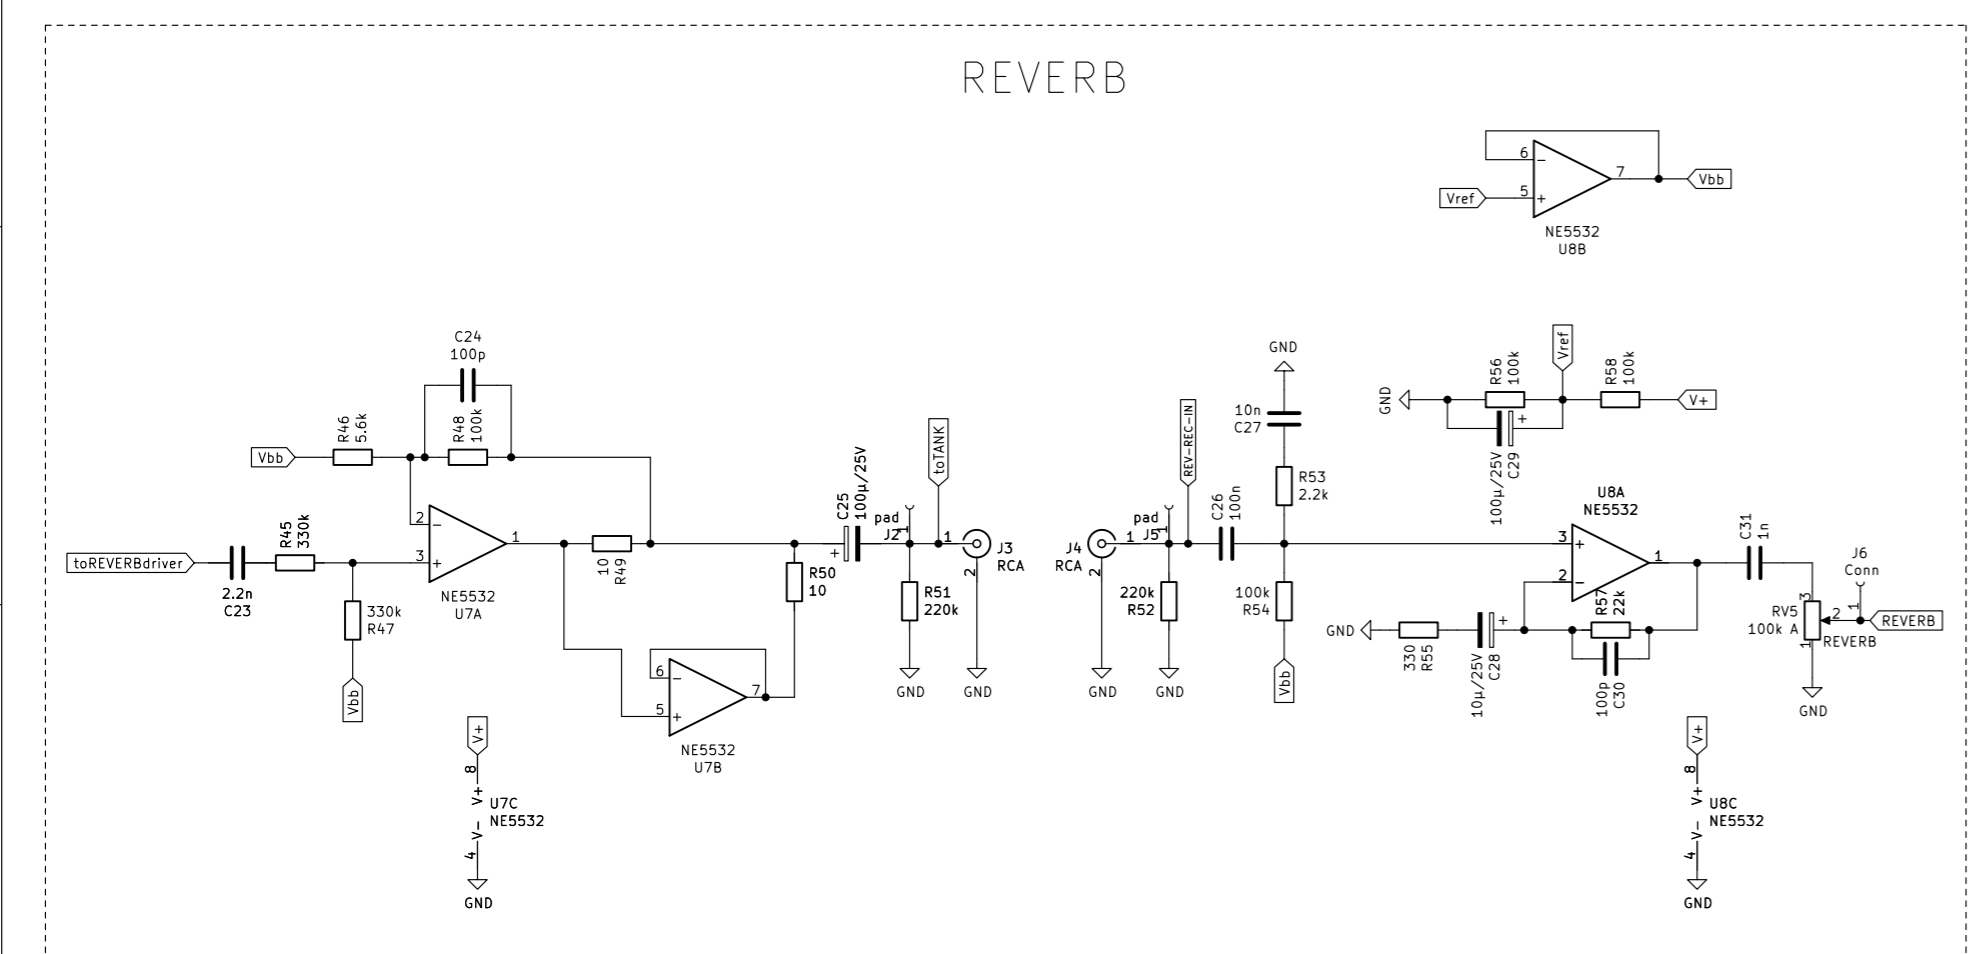 REVERB
6
−
7
Vbb
Vref
5
+
NE5532
U8B
C24
100p
R46
5.6k
R48
100k
Vbb
2
−
1
3
+
NE5532
U7A
toREVERBdriver
2.2n
C23
R45
330k
330k
R47
Vbb
10
R49
R50
10
6
−
7
5
+
NE5532
U7B
C25
100µ/25V
+
pad
J2
1
toTANK
1
2
J3
RCA
R51
220k
GND
GND
V+
8
V+
V−
4
U7C
NE5532
GND
J4
RCA
1
2
GND
pad
J5
1
REV-REC-IN
220k
R52
GND
C26
100n
GND
10n
C27
R53
2.2k
100k
R54
Vbb
GND
R56
100k
Vref
R58
100k
V+
+
100µ/25V
C29
U8A
NE5532
3
+
1
2
−
R57
22k
GND
330
R55
+
10µ/25V
C28
100p
C30
C31
1n
J6
Conn
1
3
RV5
100k A
2
REVERB
REVERB
1
GND
V+
8
V+
V−
4
U8C
NE5532
GND